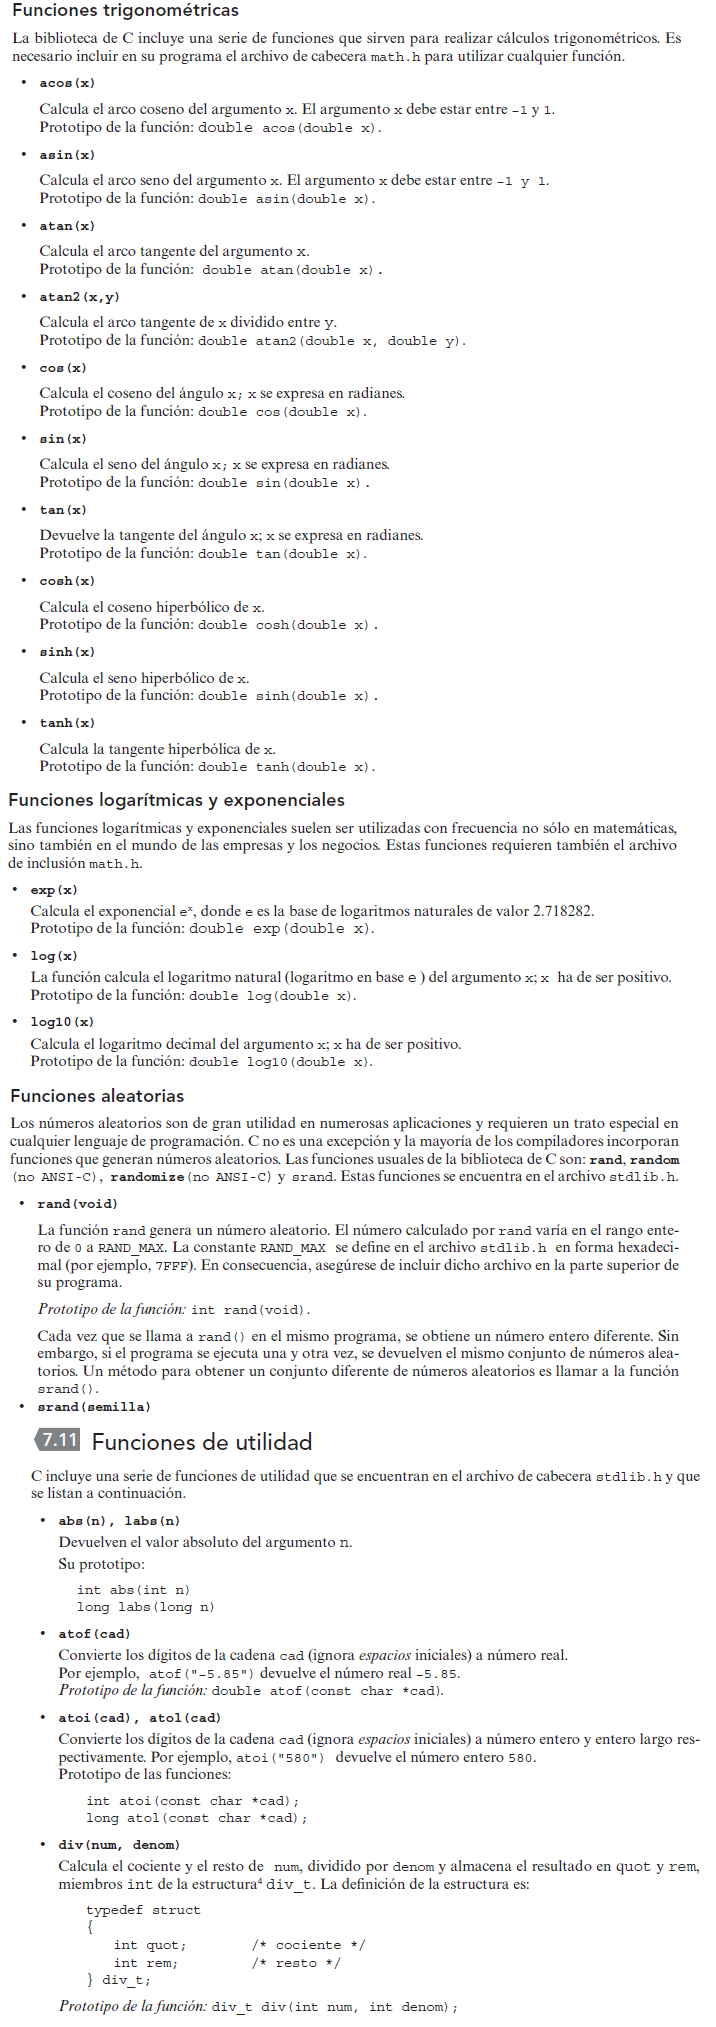 Funciones trigonométricas
La biblioteca de C incluye una serie de funciones que sirven para realizar cálculos trigonométricos. Es
necesario incluir en su programa el archivo de cabecera math.h para utilizar cualquier función.
• acos(x)
Calcula el arco coseno del argumento x. El argumento x debe estar entre –1 y 1.
Prototipo de la función: double acos(double x).
• asin(x)
Calcula el arco seno del argumento x. El argumento x debe estar entre –1 y 1.
Prototipo de la función: double asin(double x).
• atan(x)
Calcula el arco tangente del argumento x.
Prototipo de la función: double atan(double x).
• atan2(x,y)
Calcula el arco tangente de x dividido entre y.
Prototipo de la función: double atan2(double x, double y).
• cos(x)
Calcula el coseno del ángulo x; x se expresa en radianes.
Prototipo de la función: double cos(double x).
• sin(x)
Calcula el seno del ángulo x; x se expresa en radianes.
Prototipo de la función: double sin(double x).
• tan(x)
Devuelve la tangente del ángulo x; x se expresa en radianes.
Prototipo de la función: double tan(double x).
• cosh(x)
Calcula el coseno hiperbólico de x.
Prototipo de la función: double cosh(double x).
• sinh(x)
Calcula el seno hiperbólico de x.
Prototipo de la función: double sinh(double x).
• tanh(x)
Calcula la tangente hiperbólica de x.
Prototipo de la función: double tanh(double x).
Funciones logarítmicas y exponenciales
Las funciones logarítmicas y exponenciales suelen ser utilizadas con frecuencia no sólo en matemáticas,
sino también en el mundo de las empresas y los negocios. Estas funciones requieren también el archivo
de inclusión math.h.
• exp(x)
Calcula el exponencial eˣ, donde e es la base de logaritmos naturales de valor 2.718282.
Prototipo de la función: double exp(double x).
• log(x)
La función calcula el logaritmo natural (logaritmo en base e ) del argumento x; x ha de ser positivo.
Prototipo de la función: double log(double x).
• log10(x)
Calcula el logaritmo decimal del argumento x; x ha de ser positivo.
Prototipo de la función: double log10(double x).
Funciones aleatorias
Los números aleatorios son de gran utilidad en numerosas aplicaciones y requieren un trato especial en
cualquier lenguaje de programación. C no es una excepción y la mayoría de los compiladores incorporan
funciones que generan números aleatorios. Las funciones usuales de la biblioteca de C son: rand, random
(no ANSI-C), randomize(no ANSI-C) y srand. Estas funciones se encuentra en el archivo stdlib.h.
• rand(void)
La función rand genera un número aleatorio. El número calculado por rand varía en el rango ente-
ro de 0 a RAND_MAX. La constante RAND_MAX se define en el archivo stdlib.h en forma hexadeci-
mal (por ejemplo, 7FFF). En consecuencia, asegúrese de incluir dicho archivo en la parte superior de
su programa.
Prototipo de la función: int rand(void).
Cada vez que se llama a rand() en el mismo programa, se obtiene un número entero diferente. Sin
embargo, si el programa se ejecuta una y otra vez, se devuelven el mismo conjunto de números alea-
torios. Un método para obtener un conjunto diferente de números aleatorios es llamar a la función
srand().
• srand(semilla)
7.11 Funciones de utilidad
C incluye una serie de funciones de utilidad que se encuentran en el archivo de cabecera stdlib.h y que
se listan a continuación.
• abs(n), labs(n)
Devuelven el valor absoluto del argumento n.
Su prototipo:
int abs(int n)
long labs(long n)
• atof(cad)
Convierte los dígitos de la cadena cad (ignora espacios iniciales) a número real.
Por ejemplo, atof("–5.85") devuelve el número real –5.85.
Prototipo de la función: double atof(const char *cad).
• atoi(cad), atol(cad)
Convierte los dígitos de la cadena cad (ignora espacios iniciales) a número entero y entero largo res-
pectivamente. Por ejemplo, atoi("580") devuelve el número entero 580.
Prototipo de las funciones:
int atoi(const char *cad);
long atol(const char *cad);
• div(num, denom)
Calcula el cociente y el resto de num, dividido por denom y almacena el resultado en quot y rem,
miembros int de la estructura⁴ div_t. La definición de la estructura es:
typedef struct
{
int quot; /* cociente */
int rem; /* resto */
} div_t;
Prototipo de la función: div_t div(int num, int denom);